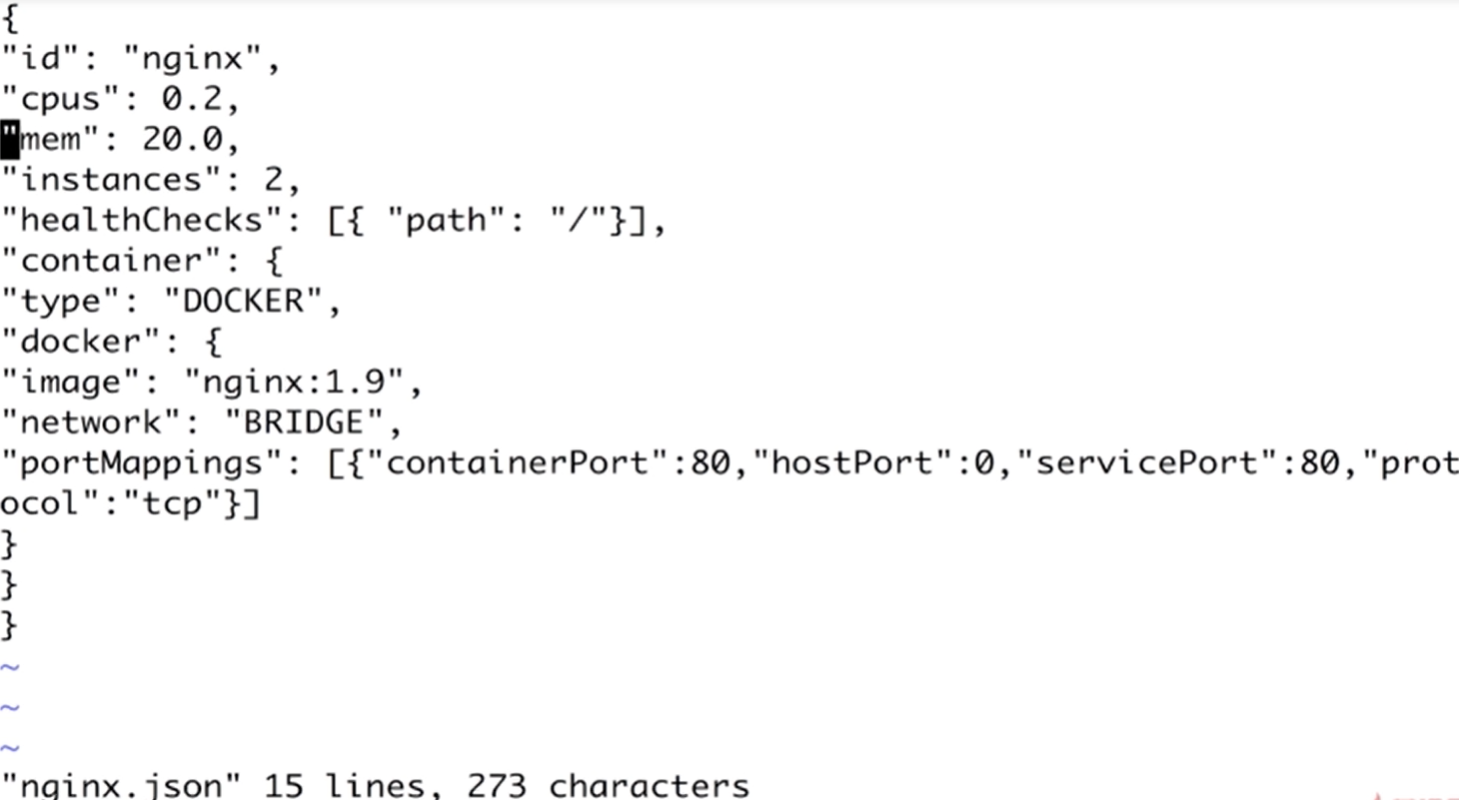 {
"id": "nginx",
"cpus": 0.2,
"mem": 20.0,
"instances": 2,
"healthChecks": [{ "path": "/"}],
"container": {
"type": "DOCKER",
"docker": {
"image": "nginx:1.9",
"network": "BRIDGE",
"portMappings": [{"containerPort":80,"hostPort":0,"servicePort":80,"prot
ocol":"tcp"}]
}
}
}
~
~
~
"nginx.json" 15 lines, 273 characters